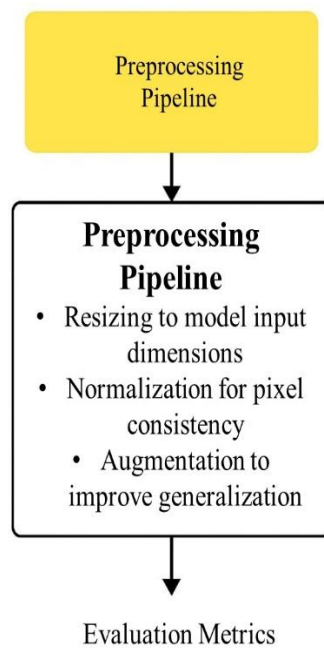 Preprocessing
Pipeline
Preprocessing
Pipeline
• Resizing to model input
dimensions
• Normalization for pixel
consistency
• Augmentation to
improve generalization
Evaluation Metrics